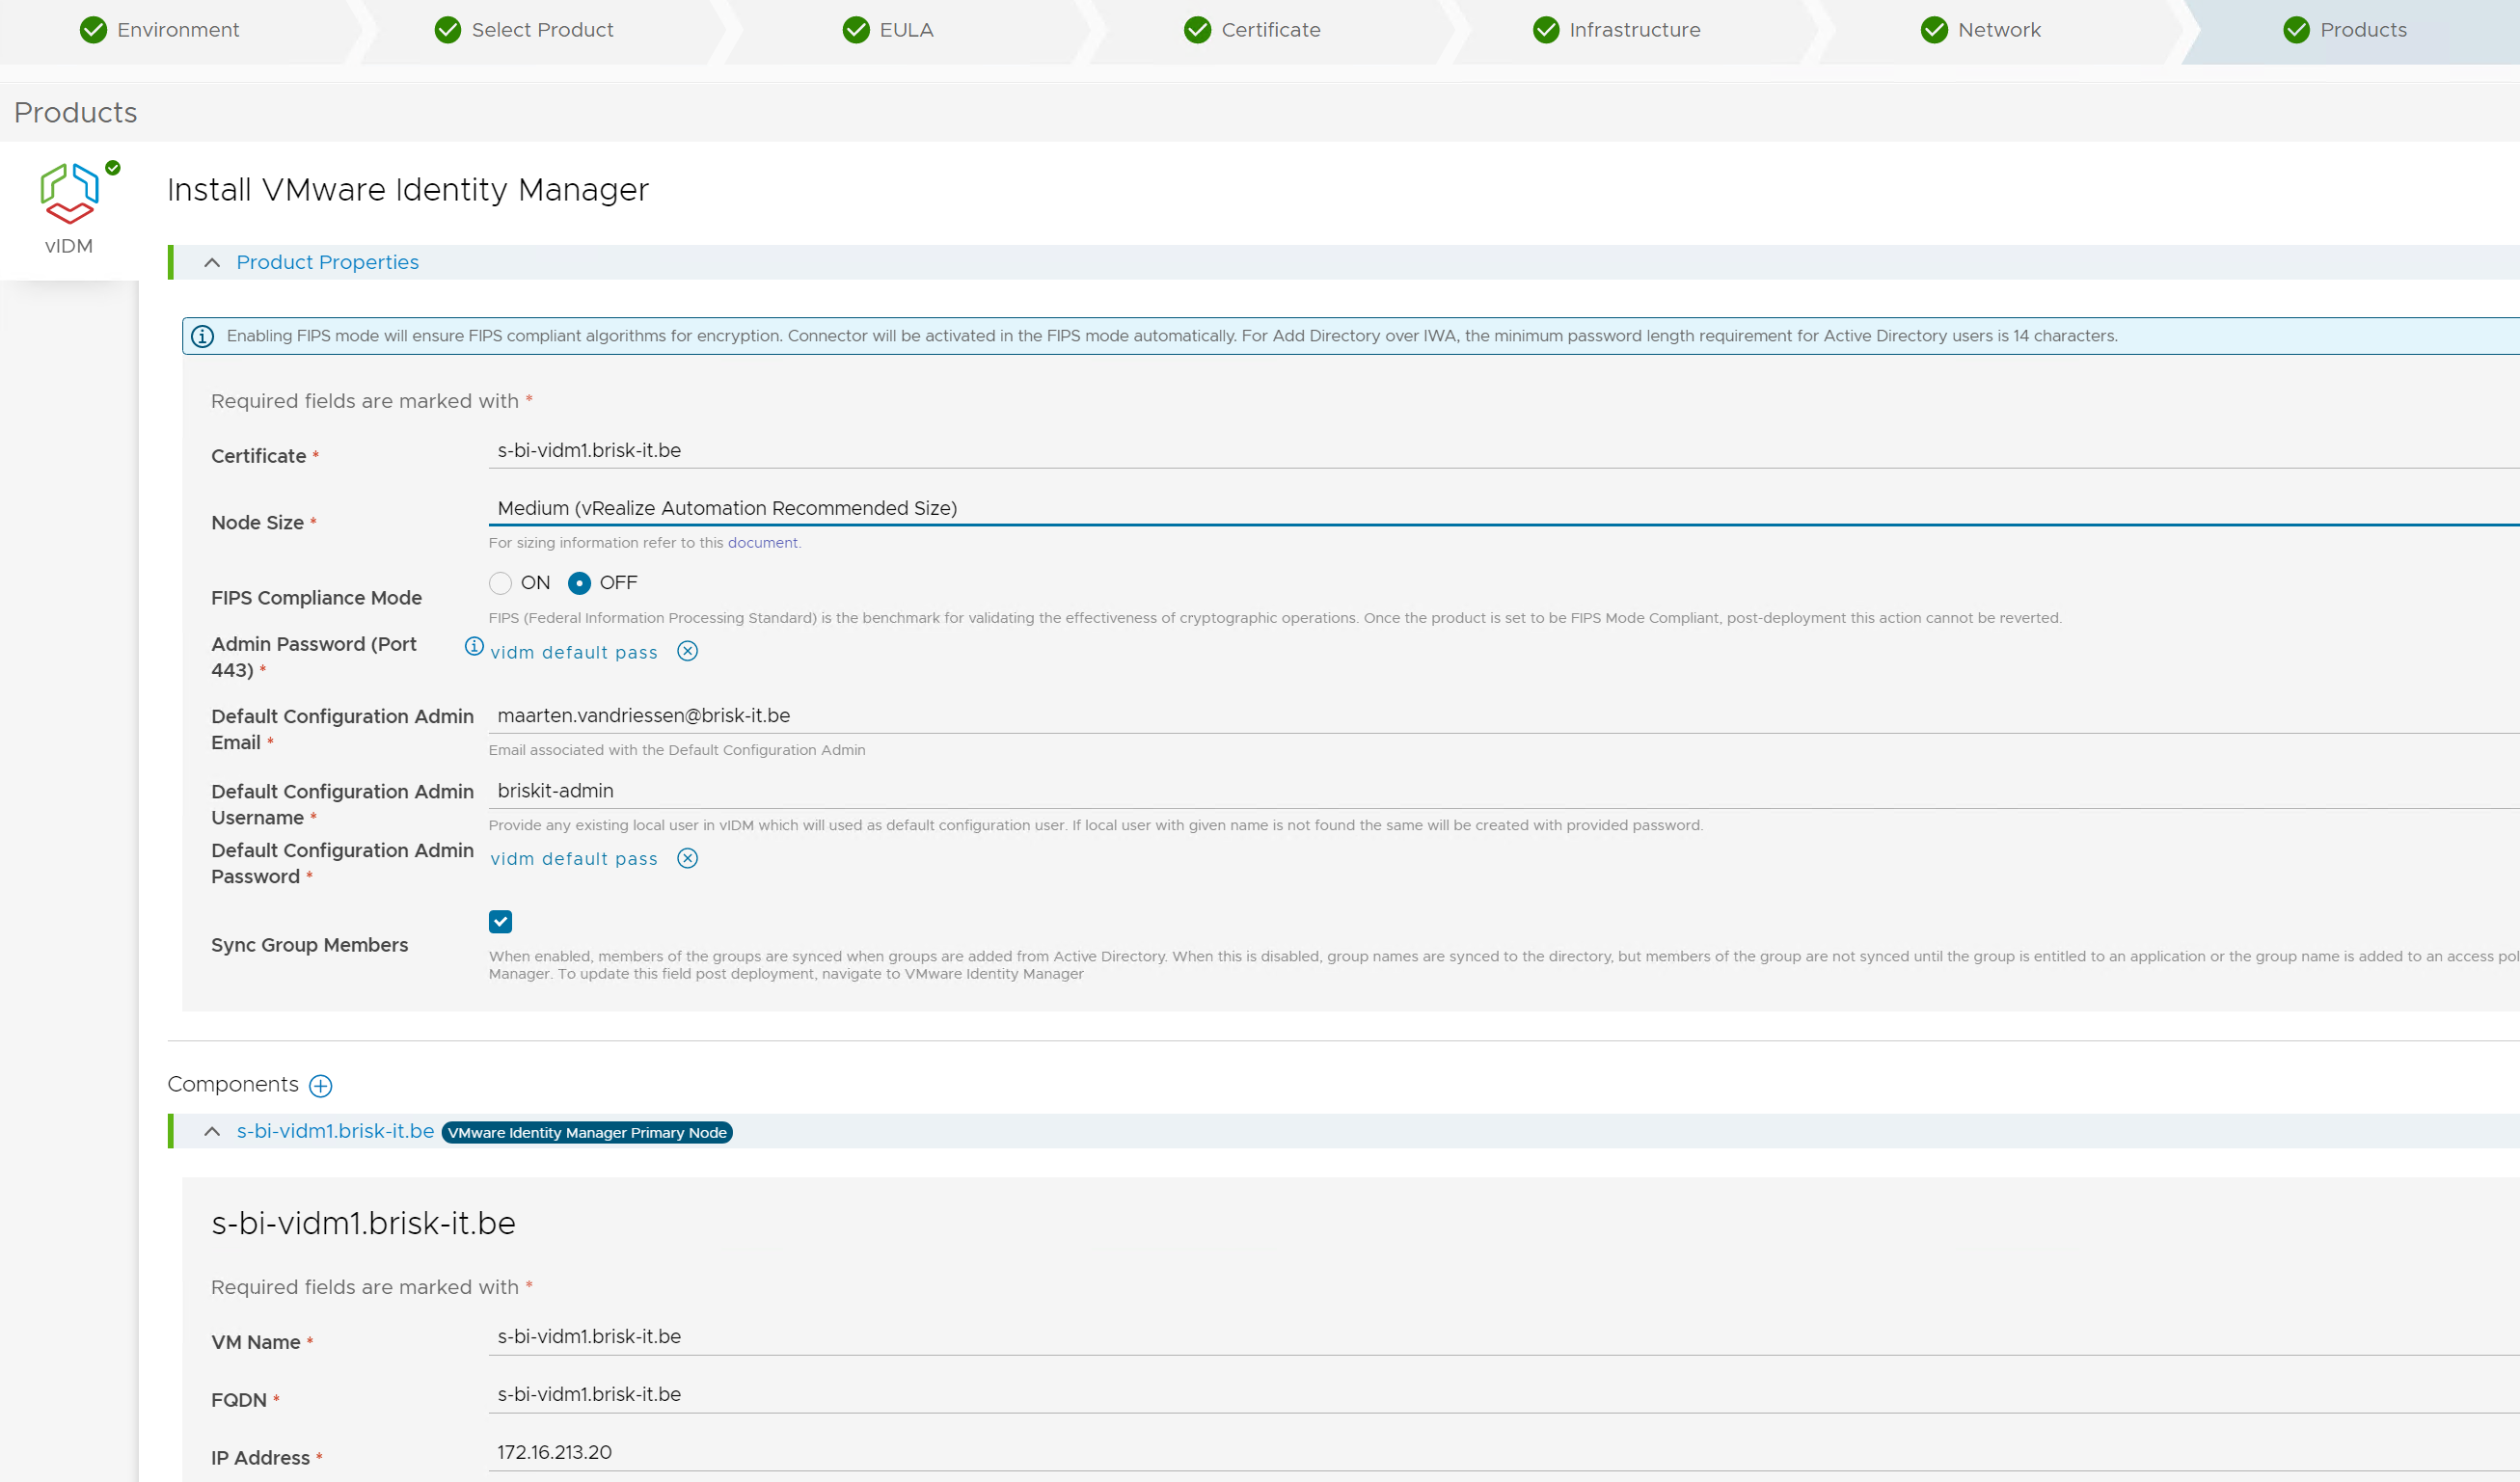 Environment
Select Product
EULA
Certificate
Infrastructure
Network
Products
Products
vIDM
Install VMware Identity Manager
Product Properties
Enabling FIPS mode will ensure FIPS compliant algorithms for encryption. Connector will be activated in the FIPS mode automatically. For Add Directory over IWA, the minimum password length requirement for Active Directory users is 14 characters.
Required fields are marked with *
Certificate *
s-bi-vidm1.brisk-it.be
Node Size *
Medium (vRealize Automation Recommended Size)
For sizing information refer to this document.
FIPS Compliance Mode
ON OFF
FIPS (Federal Information Processing Standard) is the benchmark for validating the effectiveness of cryptographic operations. Once the product is set to be FIPS Mode Compliant, post-deployment this action cannot be reverted.
Admin Password (Port
443) *
vidm default pass
Default Configuration Admin
Email *
maarten.vandriessen@brisk-it.be
Email associated with the Default Configuration Admin
Default Configuration Admin
Username *
briskit-admin
Provide any existing local user in vIDM which will used as default configuration user. If local user with given name is not found the same will be created with provided password.
Default Configuration Admin
Password *
vidm default pass
Sync Group Members
When enabled, members of the groups are synced when groups are added from Active Directory. When this is disabled, group names are synced to the directory, but members of the group are not synced until the group is entitled to an application or the group name is added to an access pol
Manager. To update this field post deployment, navigate to VMware Identity Manager
Components
s-bi-vidm1.brisk-it.be VMware Identity Manager Primary Node
s-bi-vidm1.brisk-it.be
Required fields are marked with *
VM Name *
s-bi-vidm1.brisk-it.be
FQDN *
s-bi-vidm1.brisk-it.be
IP Address *
172.16.213.20